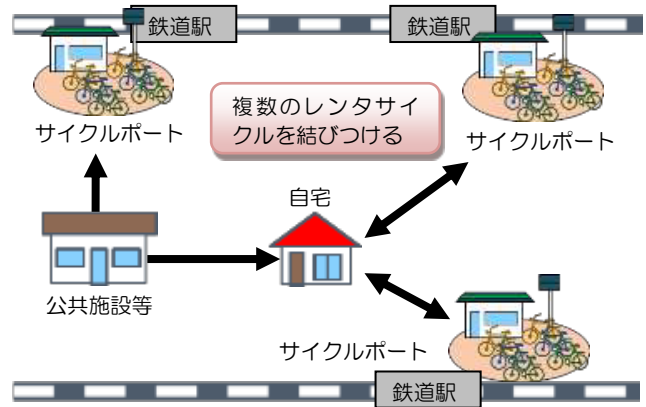 鉄道駅
鉄道駅
サイクルポート
複数のレンタサイ
クルを結びつける
サイクルポート
自宅
公共施設等
サイクルポート
鉄道駅